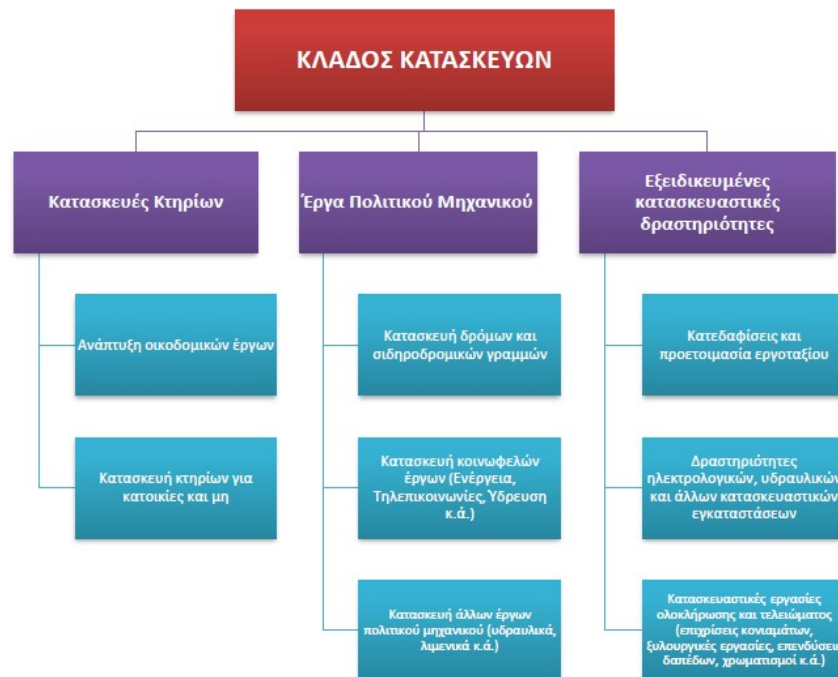 ΚΛΑΔΟΣ ΚΑΤΑΣΚΕΥΩΝ
Κατασκευές Κτηρίων
Ανάπτυξη οικοδομικών έργων
Κατασκευή κτηρίων για
κατοικίες και μη
Έργα Πολιτικού Μηχανικού
Κατασκευή δρόμων και
σιδηροδρομικών γραμμών
Κατασκευή κοινωφελών
έργων (Ενέργεια,
Τηλεπικοινωνίες, Ύδρευση
κ.ά.)
Κατασκευή άλλων έργων
πολιτικού μηχανικού (υδραυλικά,
λιμενικά κ.ά.)
Εξειδικευμένες
κατασκευαστικές
δραστηριότητες
Κατεδαφίσεις και
προετοιμασία εργοταξίου
Δραστηριότητες
ηλεκτρολογικών, υδραυλικών
και άλλων κατασκευαστικών
εγκαταστάσεων
Κατασκευαστικές εργασίες
ολοκλήρωσης και τελειώματος
(επιχρίσεις κονιαμάτων,
ξυλουργικές εργασίες, επενδύσεις
δαπέδων, χρωματισμοί κ.ά.)